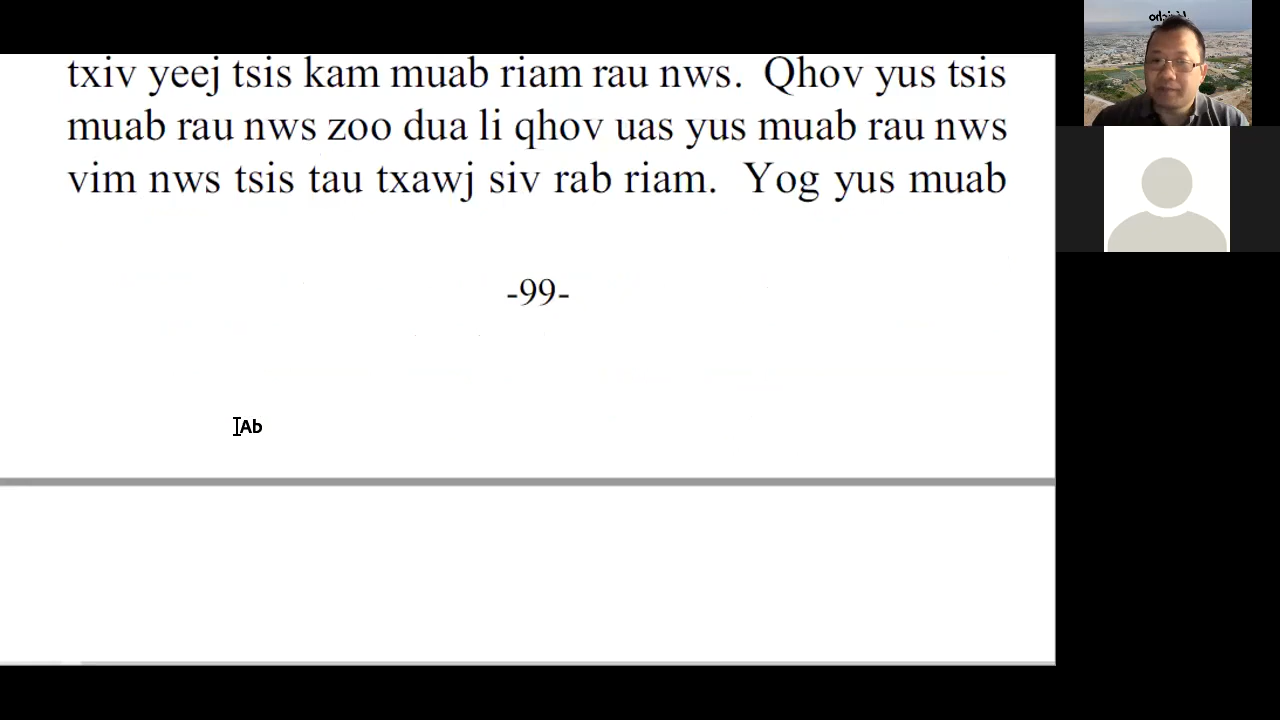 txiv yeej tsis kam muab riam rau nws. Qhov yus tsis
muab rau nws zoo dua li qhov uas yus muab rau nws
vim nws tsis tau txawj siv rab riam. Yog yus muab
-99-
Ab